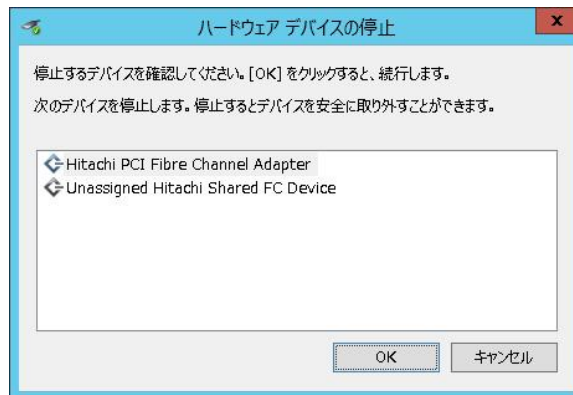 ハードウェア デバイスの停止
停止するデバイスを確認してください。[OK] をクリックすると、続行します。
次のデバイスを停止します。停止するとデバイスを安全に取り外すことができます。
Hitachi PCI Fibre Channel Adapter
Unassigned Hitachi Shared FC Device
OK
キャンセル